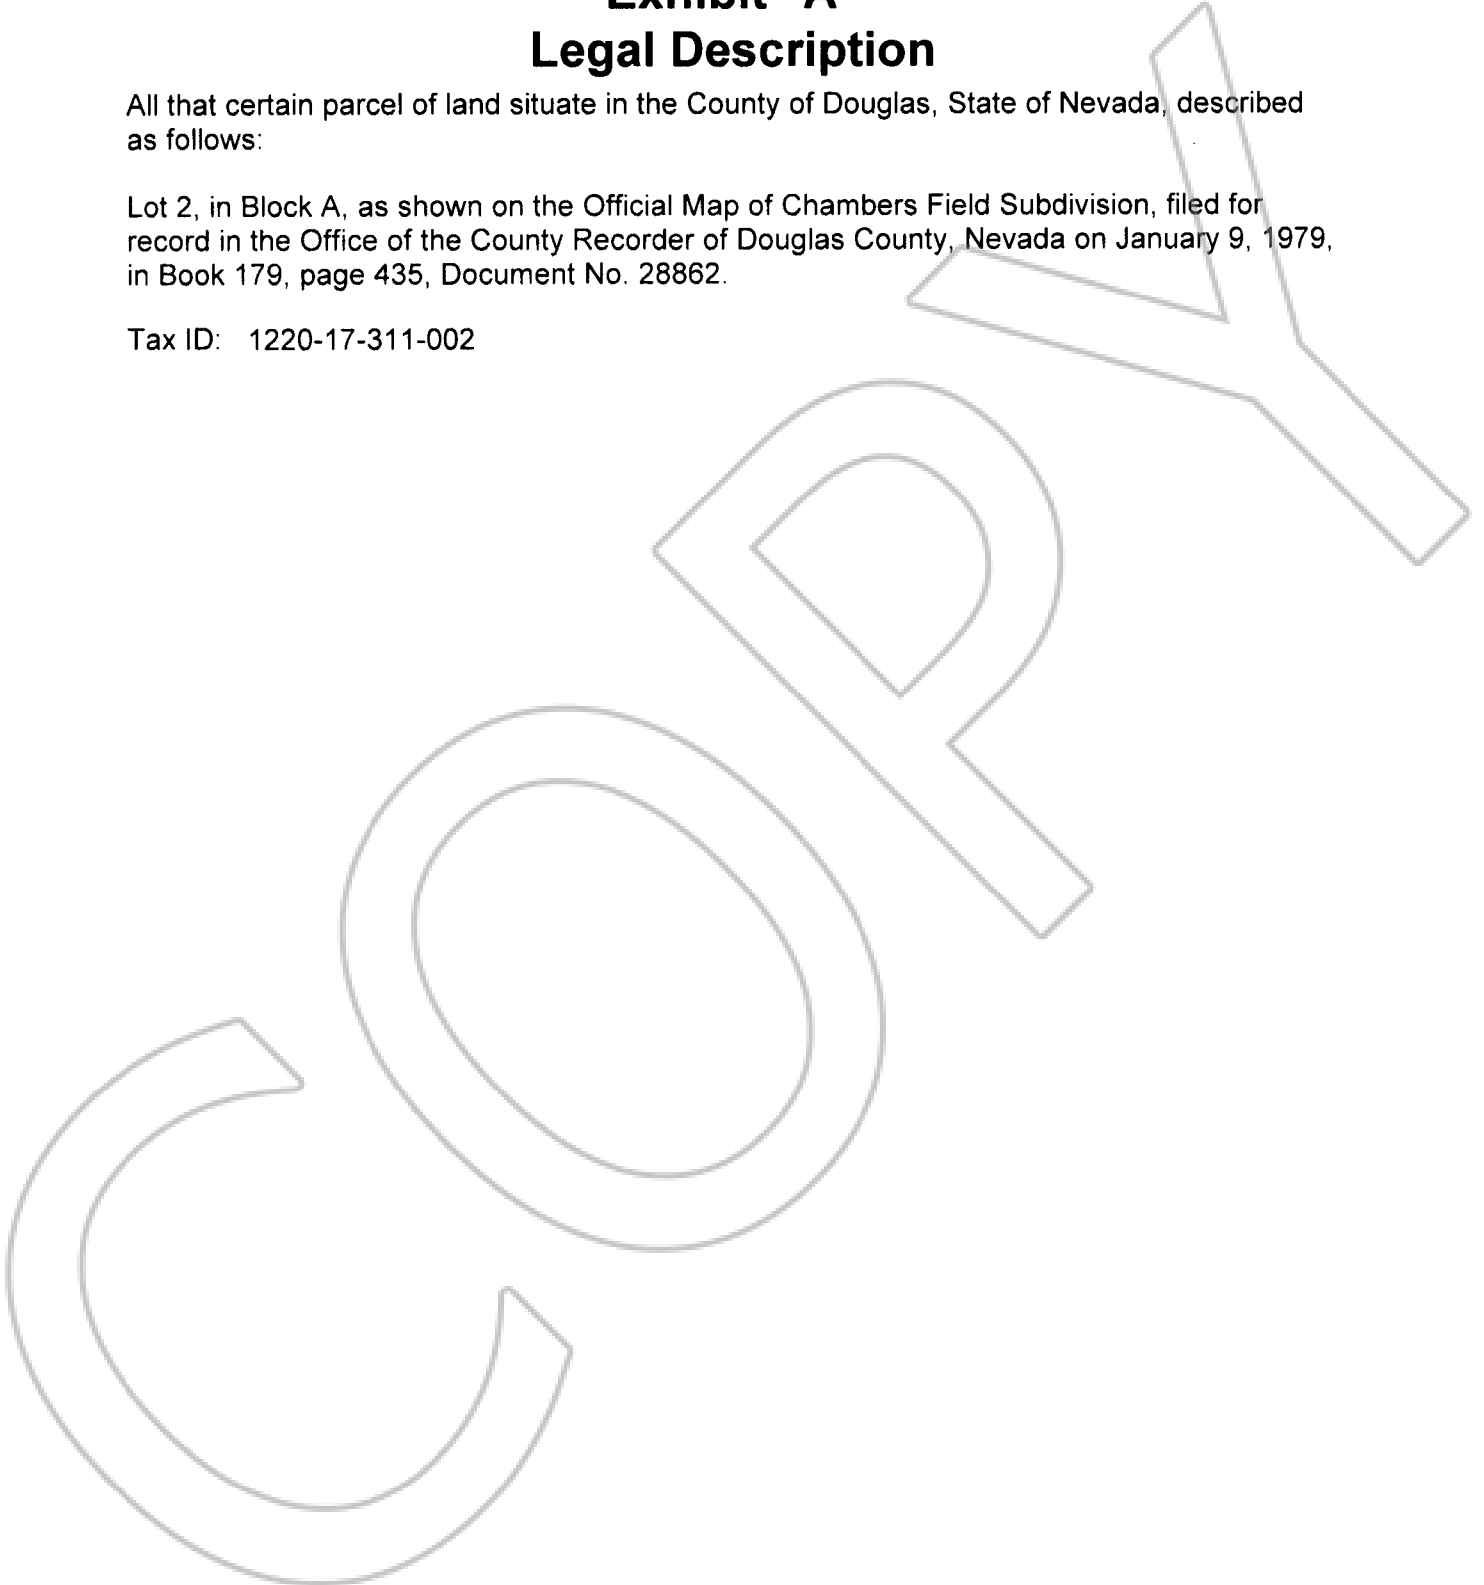 Exhibit "A"
Legal Description
All that certain parcel of land situate in the County of Douglas, State of Nevada, described
as follows:
Lot 2, in Block A, as shown on the Official Map of Chambers Field Subdivision, filed for
record in the Office of the County Recorder of Douglas County, Nevada on January 9, 1979,
in Book 179, page 435, Document No. 28862.
Tax ID: 1220-17-311-002
COPY